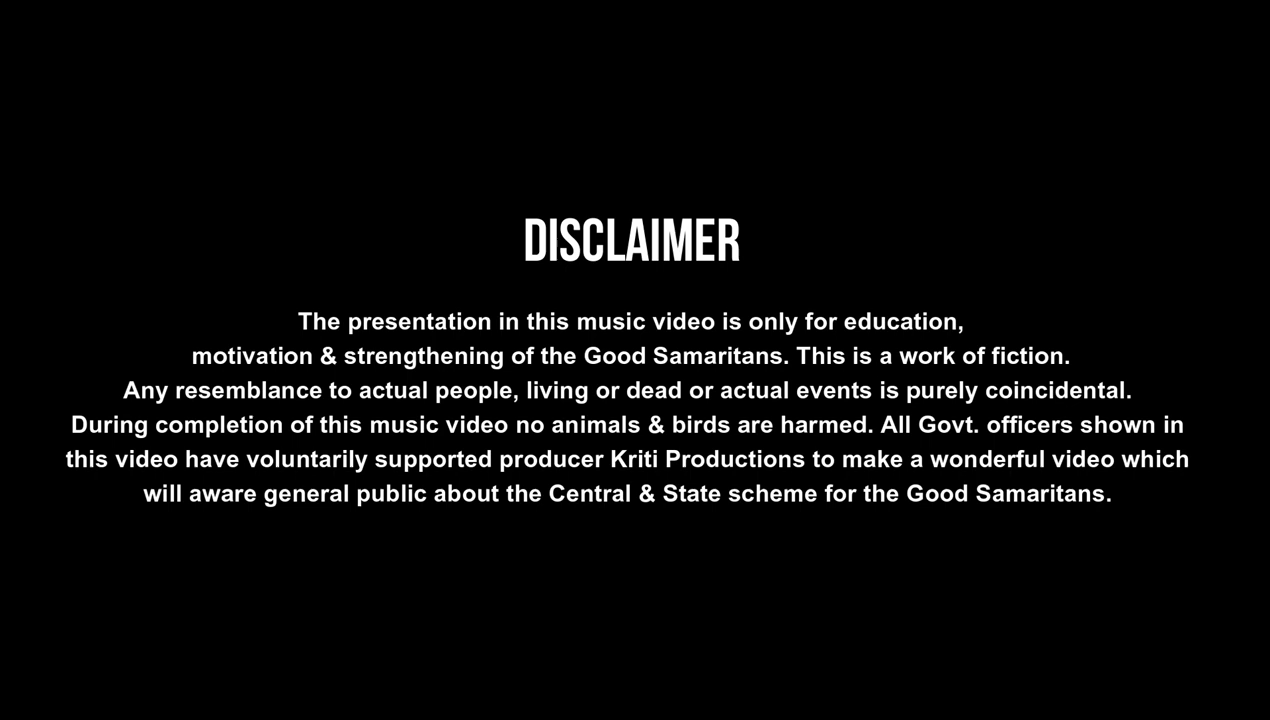 DISCLAIMER
The presentation in this music video is only for education,
motivation & strengthening of the Good Samaritans. This is a work of fiction.
Any resemblance to actual people, living or dead or actual events is purely coincidental.
During completion of this music video no animals & birds are harmed. All Govt. officers shown in
this video have voluntarily supported producer Kriti Productions to make a wonderful video which
will aware general public about the Central & State scheme for the Good Samaritans.